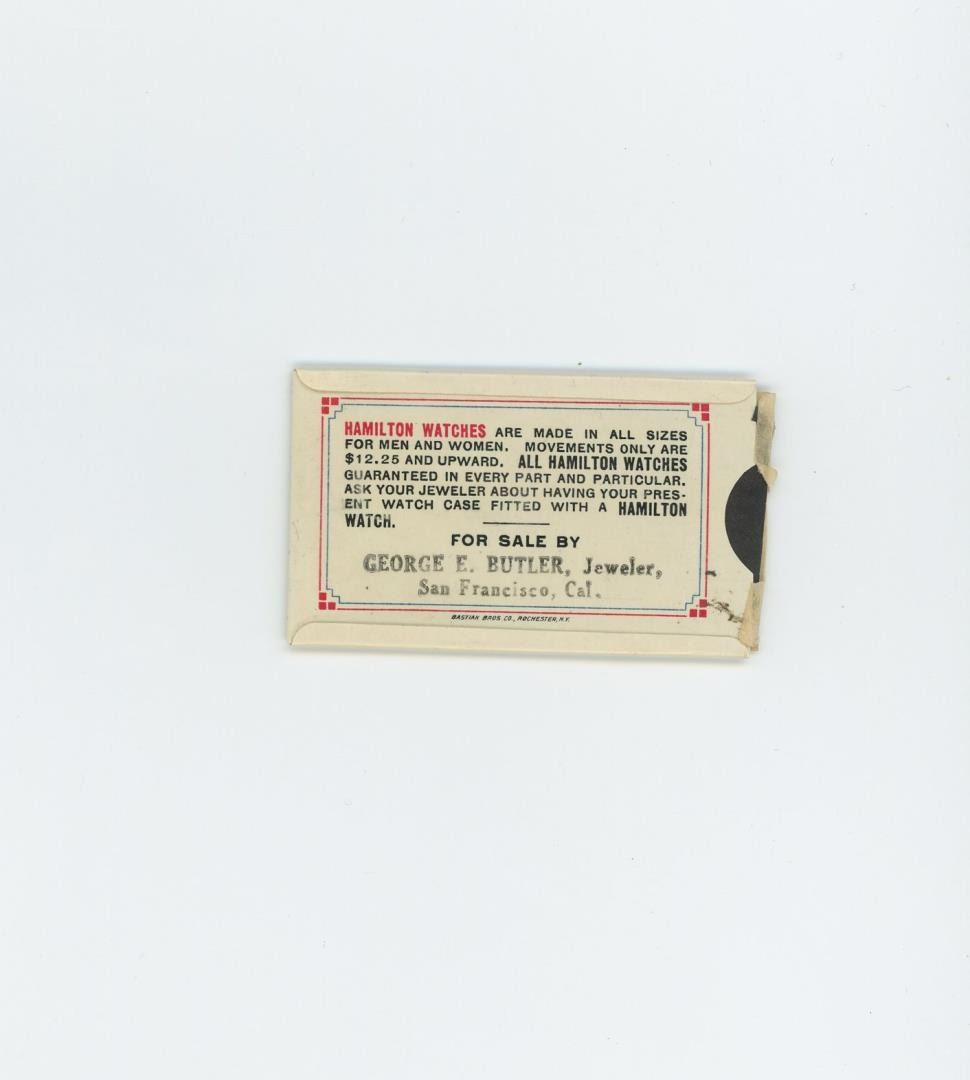 HAMILTON WATCHES ARE MADE IN ALL SIZES
FOR MEN AND WOMEN. MOVEMENTS ONLY ARE
$12.25 AND UPWARD. ALL HAMILTON WATCHES
GUARANTEED IN EVERY PART AND PARTICULAR.
ASK YOUR JEWELER ABOUT HAVING YOUR PRES-
ENT WATCH CASE FITTED WITH A HAMILTON
WATCH.
FOR SALE BY
GEORGE E. BUTLER, Jeweler,
San Francisco, Cal.
BASTIAN BROS. CO., ROCHESTER, N.Y.